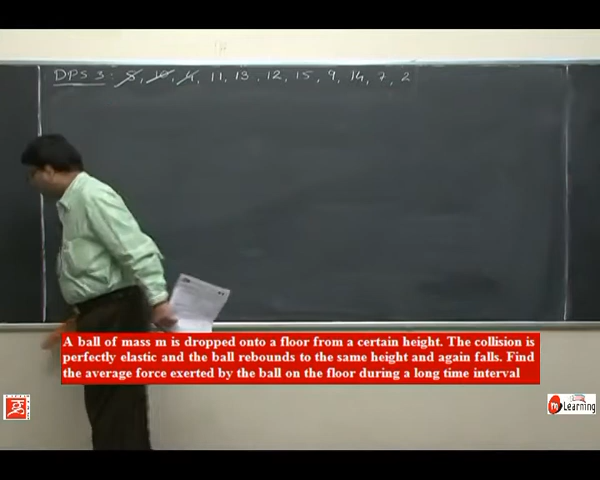 DPS 3 : 8, 10, 4, 11, 13, 12, 15, 9, 14, 7, 2
A ball of mass m is dropped onto a floor from a certain height. The collision is
perfectly elastic and the ball rebounds to the same height and again falls. Find
the average force exerted by the ball on the floor during a long time interval
Learning